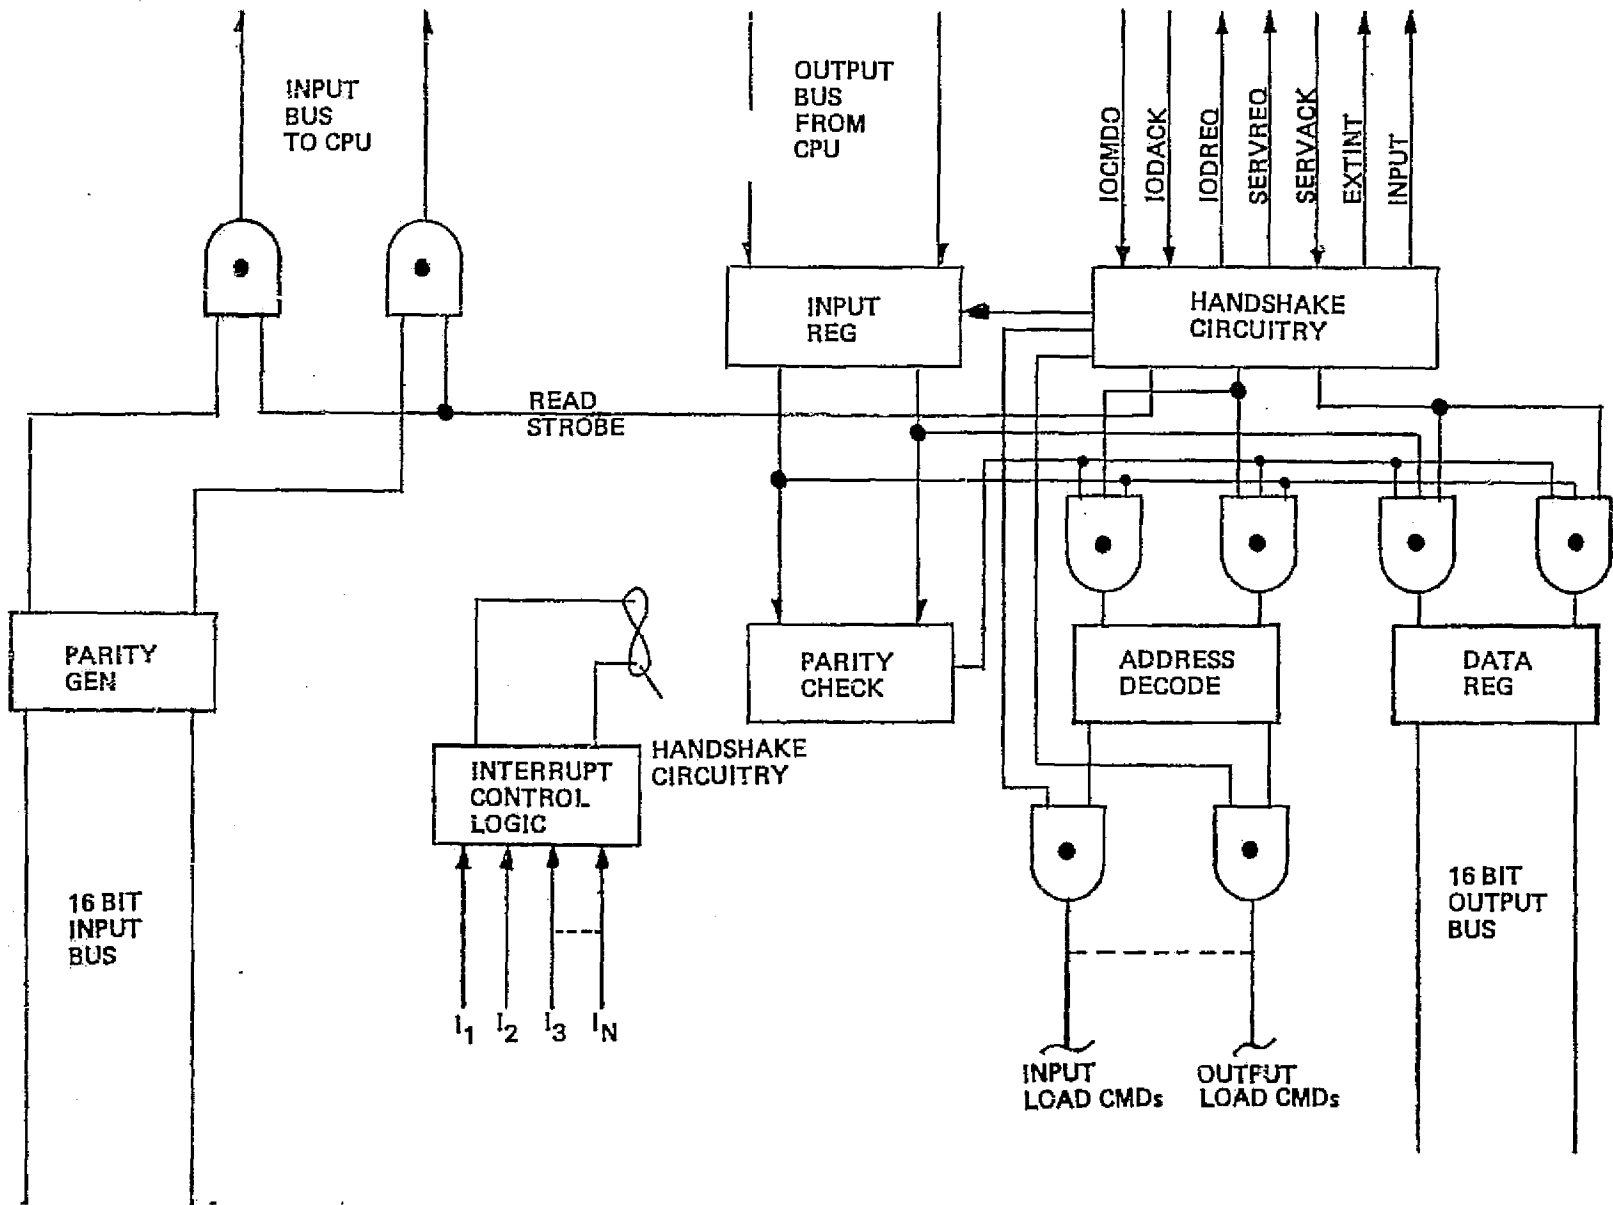 INPUT
BUS
TO CPU
OUTPUT
BUS
FROM
CPU
IOCMDO
IODACK
IODREQ
SERVREQ
SERVACK
EXTINT
INPUT
INPUT
REG
HANDSHAKE
CIRCUITRY
READ
STROBE
PARITY
GEN
PARITY
CHECK
ADDRESS
DECODE
DATA
REG
HANDSHAKE
CIRCUITRY
INTERRUPT
CONTROL
LOGIC
16 BIT
INPUT
BUS
16 BIT
OUTPUT
BUS
I1 I2 I3 IN
INPUT
LOAD CMDs
OUTPUT
LOAD CMDs